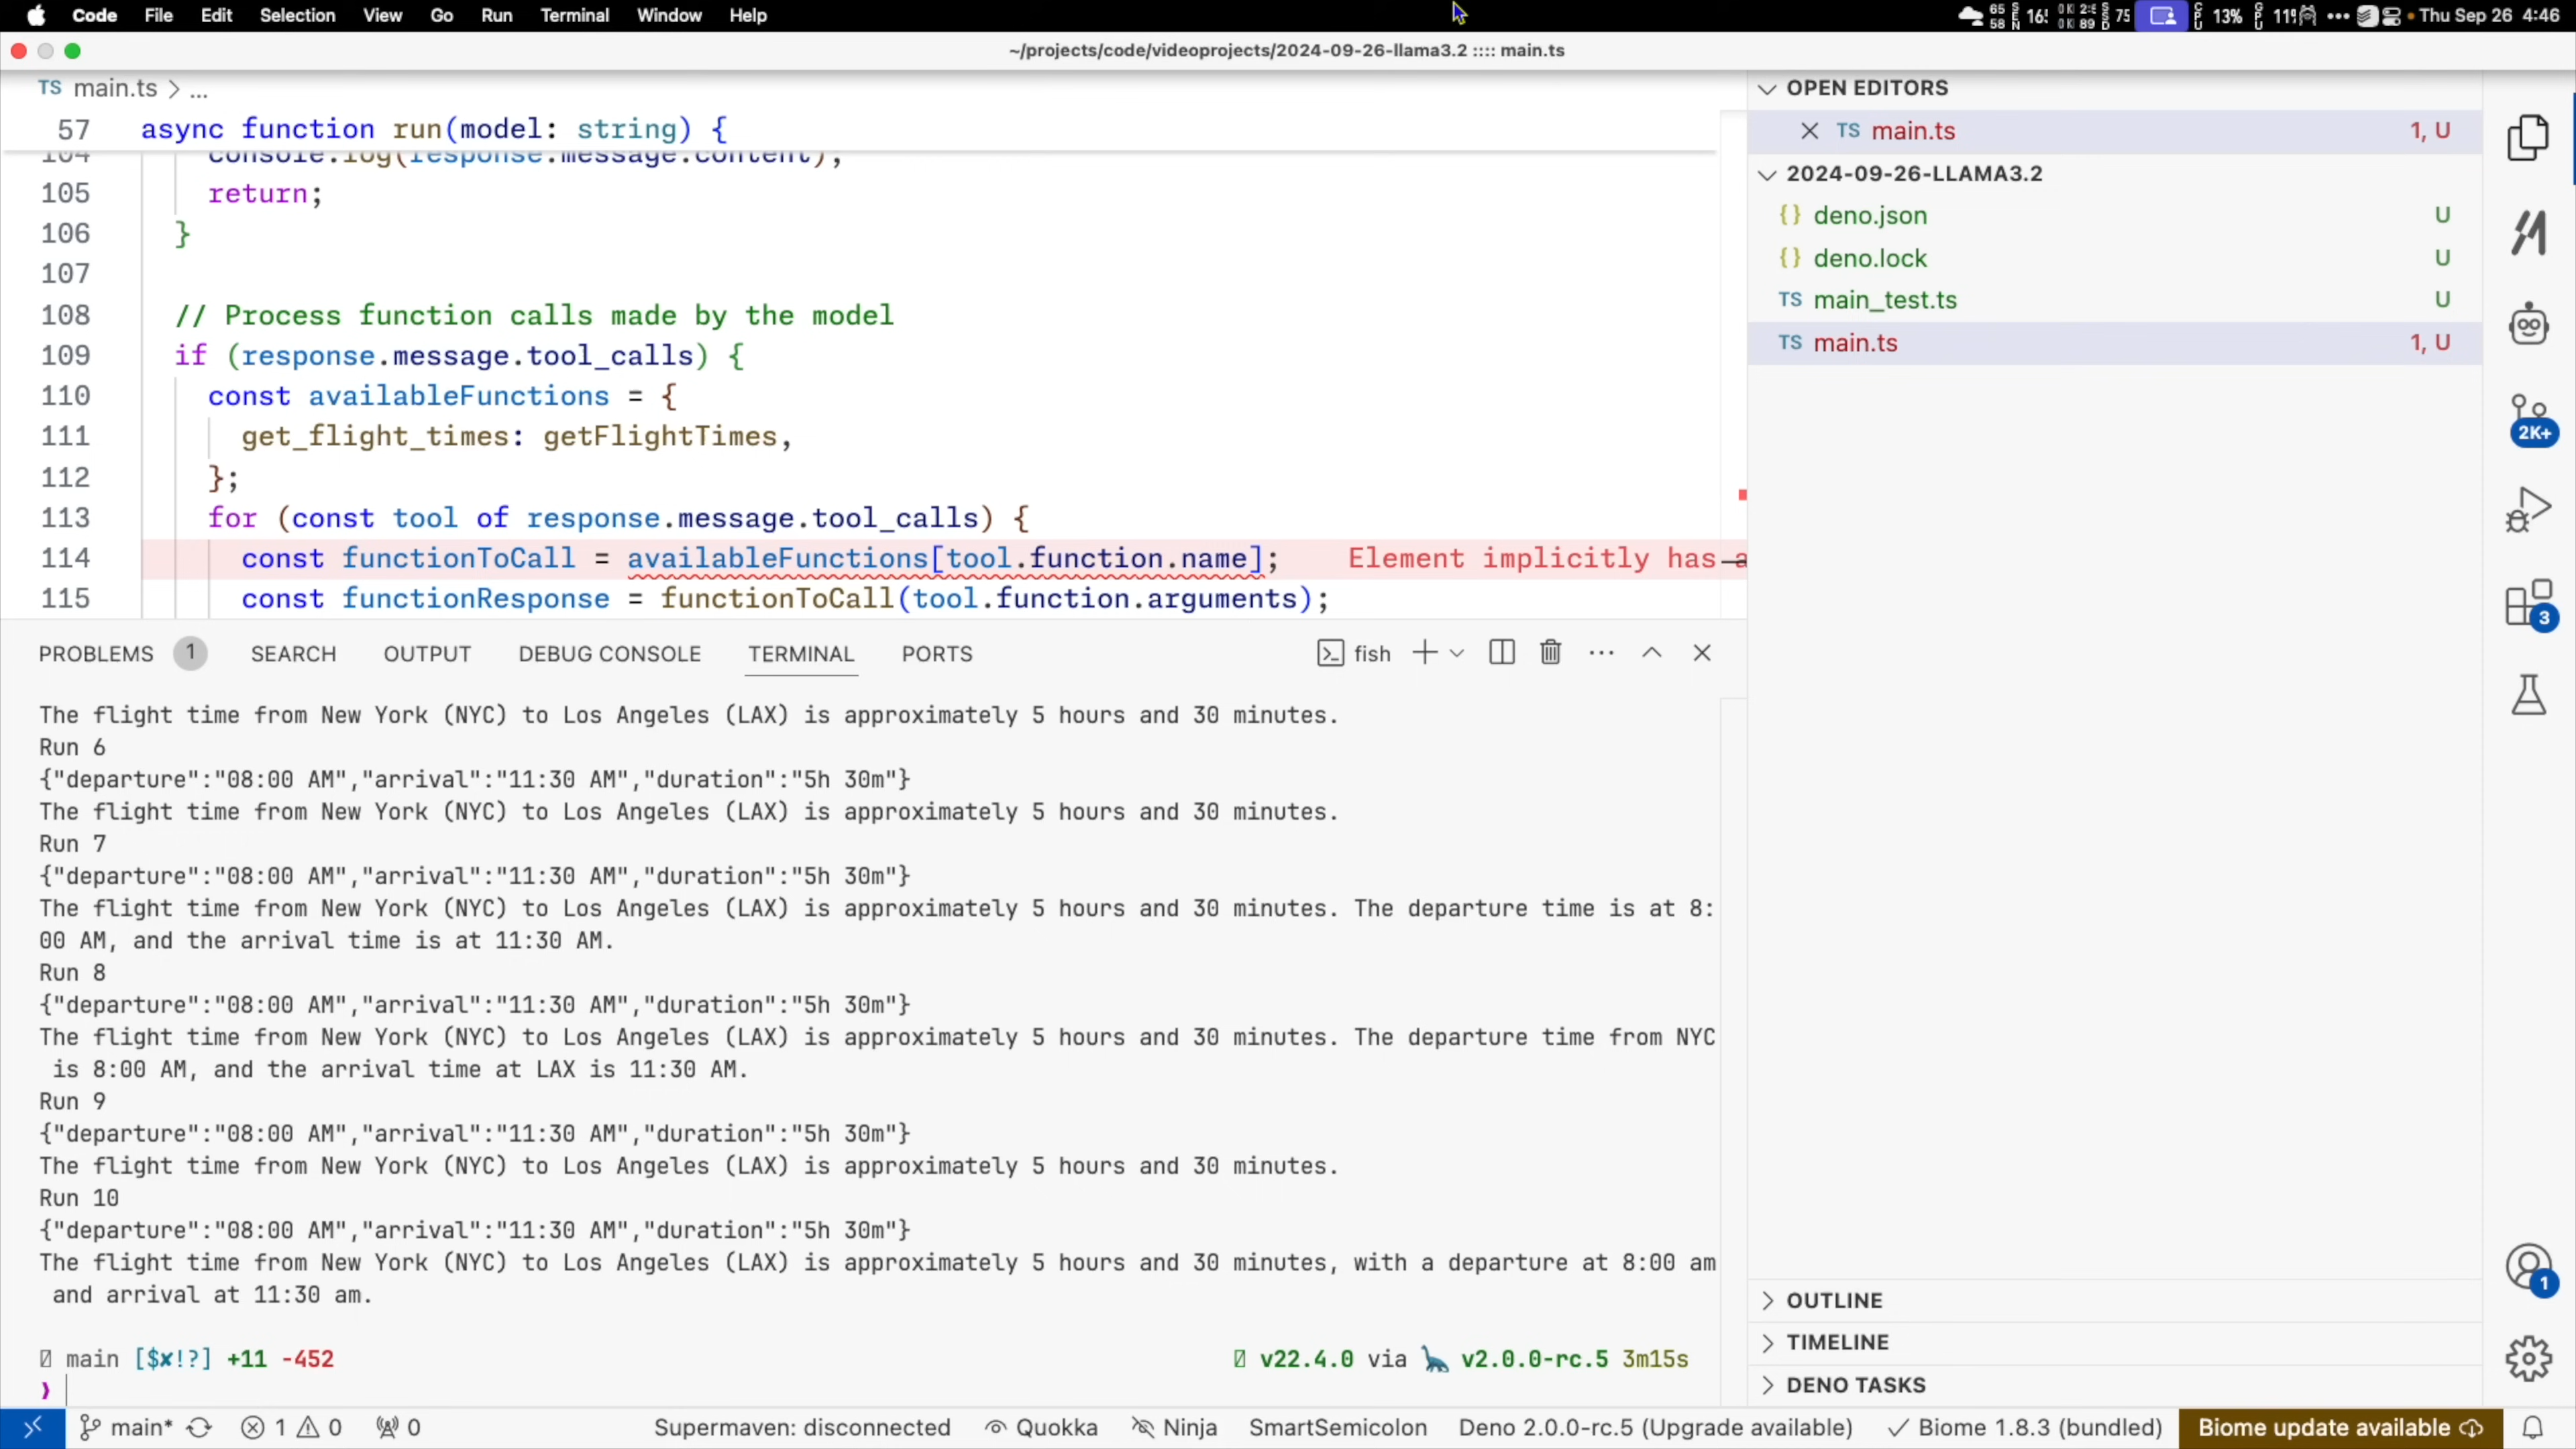 Code File Edit Selection View Go Run Terminal Window Help
65 58 SEN 2:8 89 SSD 75 CPU 13% GPU 11% Thu Sep 26 4:46
~/projects/code/videoprojects/2024-09-26-llama3.2 :::: main.ts
TS main.ts > ...
57 async function run(model: string) {
104 console.log(response.message.content);
105 return;
106 }
107
108 // Process function calls made by the model
109 if (response.message.tool_calls) {
110 const availableFunctions = {
111 get_flight_times: getFlightTimes,
112 };
113 for (const tool of response.message.tool_calls) {
114 const functionToCall = availableFunctions[tool.function.name]; Element implicitly has a
115 const functionResponse = functionToCall(tool.function.arguments);
OPEN EDITORS
TS main.ts 1, U
2024-09-26-LLAMA3.2
{} deno.json U
{} deno.lock U
TS main_test.ts U
TS main.ts 1, U
2K+
3
PROBLEMS 1 SEARCH OUTPUT DEBUG CONSOLE TERMINAL PORTS fish
The flight time from New York (NYC) to Los Angeles (LAX) is approximately 5 hours and 30 minutes.
Run 6
{"departure":"08:00 AM","arrival":"11:30 AM","duration":"5h 30m"}
The flight time from New York (NYC) to Los Angeles (LAX) is approximately 5 hours and 30 minutes.
Run 7
{"departure":"08:00 AM","arrival":"11:30 AM","duration":"5h 30m"}
The flight time from New York (NYC) to Los Angeles (LAX) is approximately 5 hours and 30 minutes. The departure time is at 8:
00 AM, and the arrival time is at 11:30 AM.
Run 8
{"departure":"08:00 AM","arrival":"11:30 AM","duration":"5h 30m"}
The flight time from New York (NYC) to Los Angeles (LAX) is approximately 5 hours and 30 minutes. The departure time from NYC
is 8:00 AM, and the arrival time at LAX is 11:30 AM.
Run 9
{"departure":"08:00 AM","arrival":"11:30 AM","duration":"5h 30m"}
The flight time from New York (NYC) to Los Angeles (LAX) is approximately 5 hours and 30 minutes.
Run 10
{"departure":"08:00 AM","arrival":"11:30 AM","duration":"5h 30m"}
The flight time from New York (NYC) to Los Angeles (LAX) is approximately 5 hours and 30 minutes, with a departure at 8:00 am
and arrival at 11:30 am.
main [$✘!?] +11 -452 v22.4.0 via v2.0.0-rc.5 3m15s
❯
OUTLINE
TIMELINE
DENO TASKS
1
main* 1 0 0 Supermaven: disconnected Quokka Ninja SmartSemicolon Deno 2.0.0-rc.5 (Upgrade available) Biome 1.8.3 (bundled) Biome update available